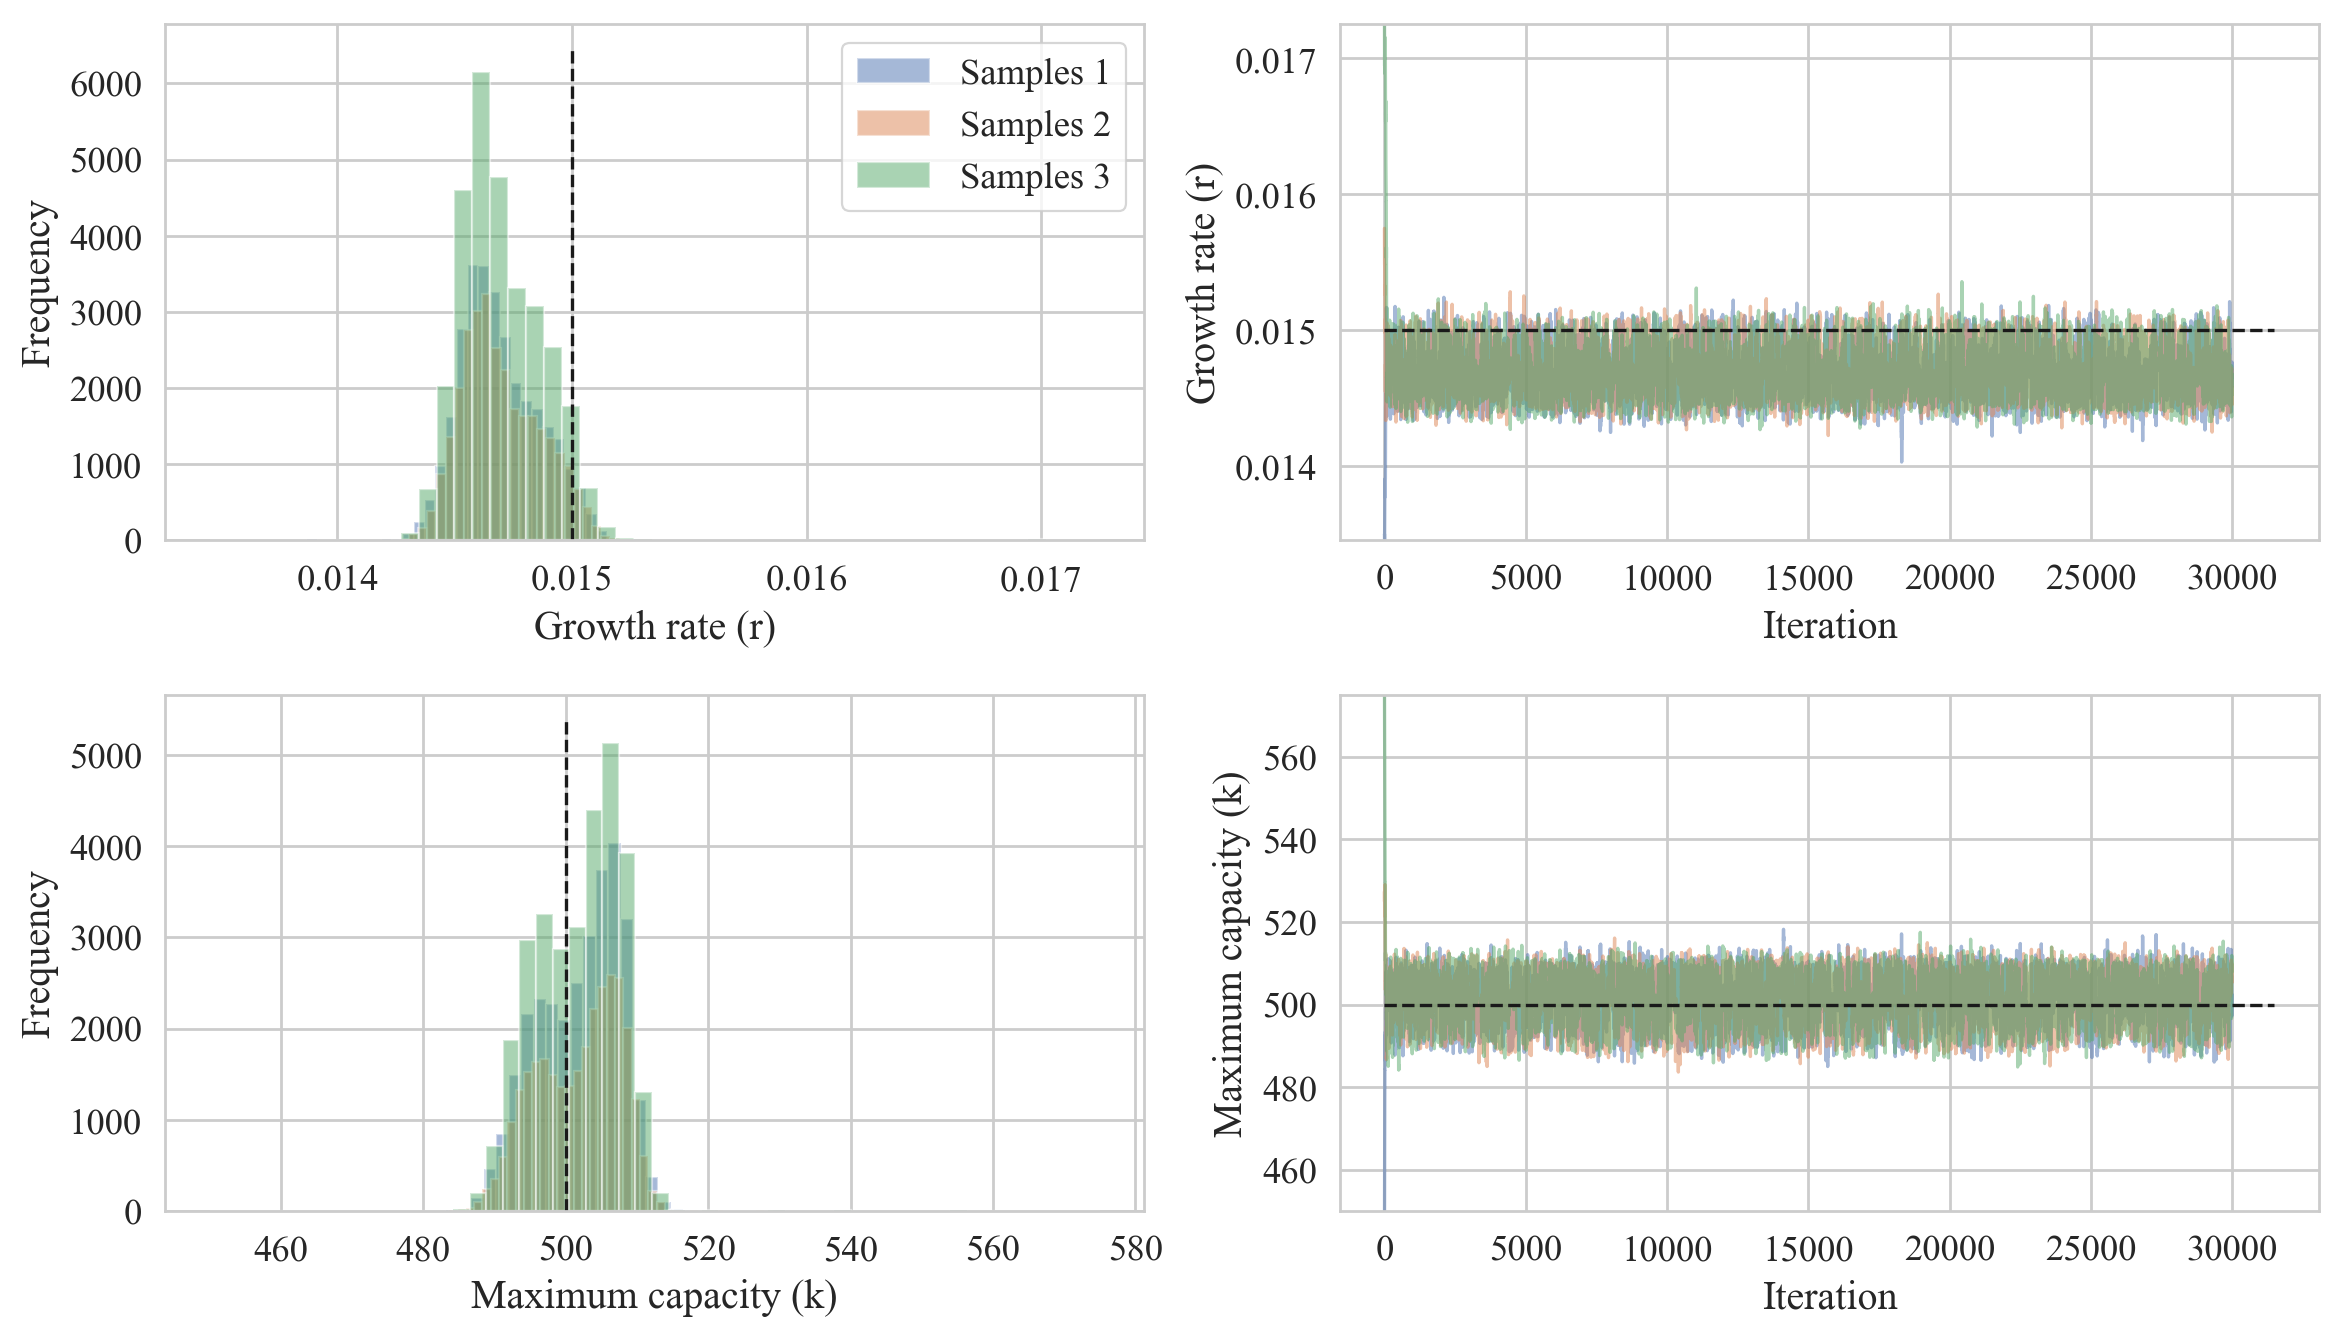 6000
5000
4000
3000
2000
1000
0
Frequency
0.014 0.015 0.016 0.017
Growth rate (r)
Samples 1
Samples 2
Samples 3
0.017
0.016
0.015
0.014
Growth rate (r)
0 5000 10000 15000 20000 25000 30000
Iteration
5000
4000
3000
2000
1000
0
Frequency
460 480 500 520 540 560 580
Maximum capacity (k)
560
540
520
500
480
460
Maximum capacity (k)
0 5000 10000 15000 20000 25000 30000
Iteration